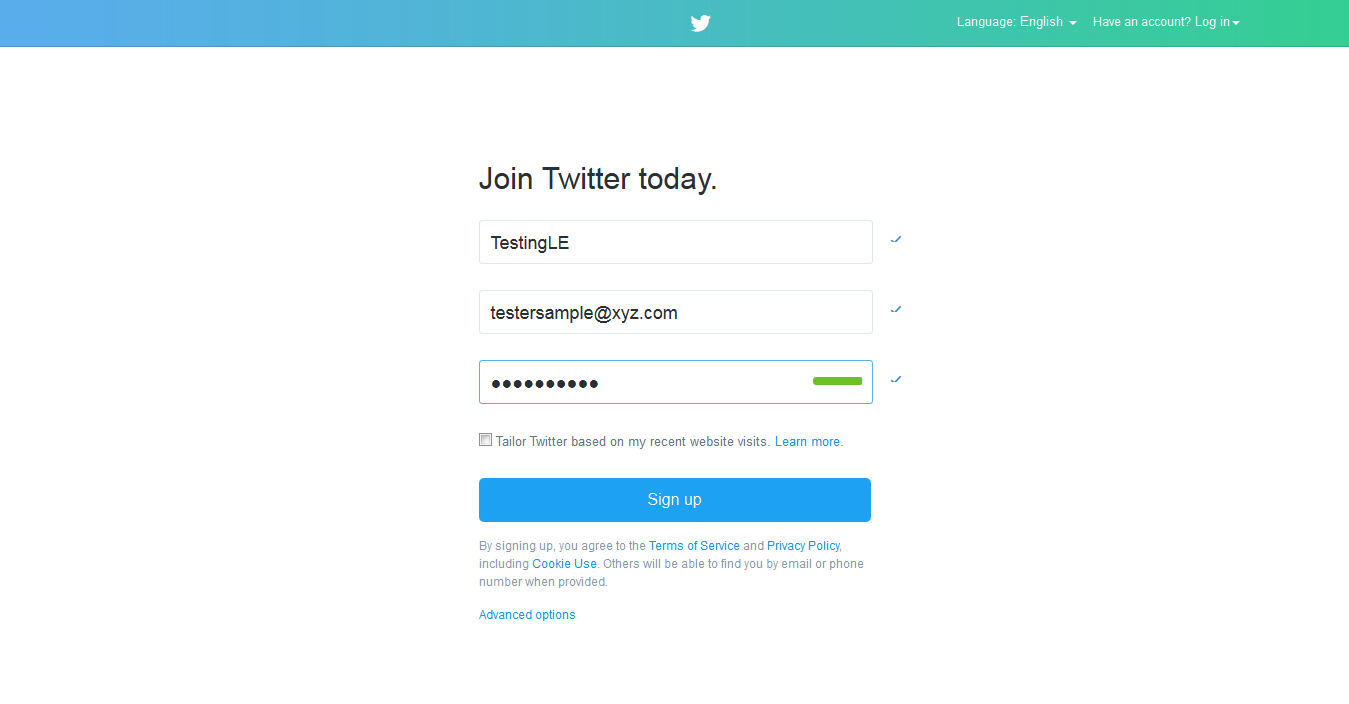 Language: English Have an account? Log in
Join Twitter today.
TestingLE
testersample@xyz.com
••••••••••
Tailor Twitter based on my recent website visits. Learn more.
Sign up
By signing up, you agree to the Terms of Service and Privacy Policy,
including Cookie Use. Others will be able to find you by email or phone
number when provided.
Advanced options